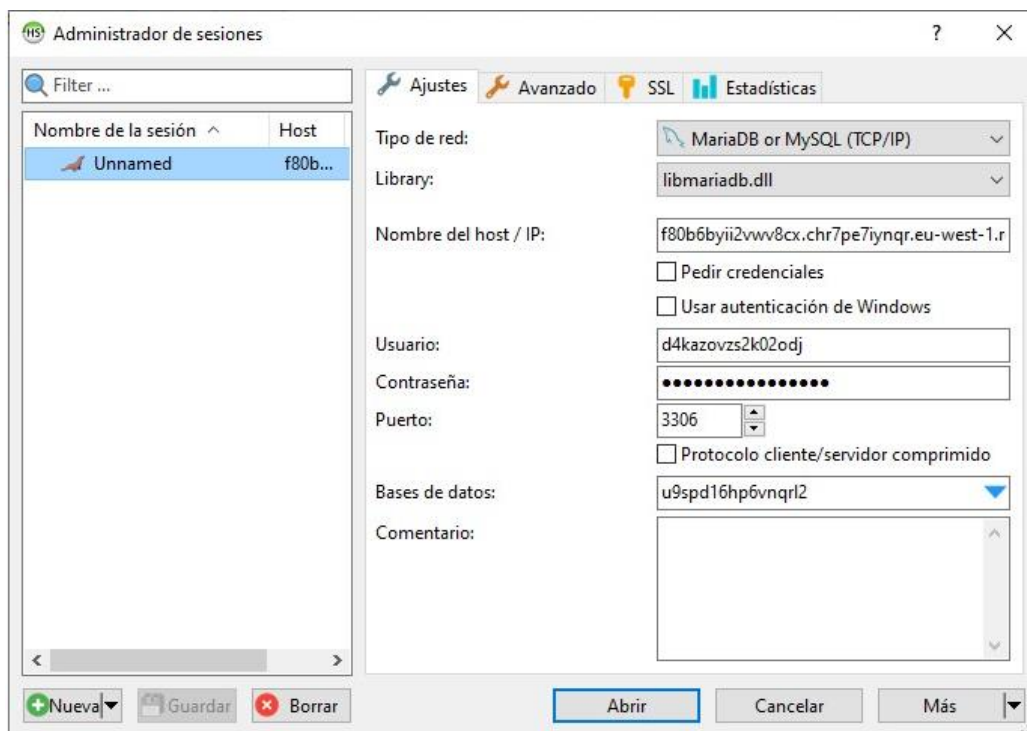 HS Administrador de sesiones
Filter ...
Nombre de la sesión Host
Unnamed f80b...
Nueva Guardar Borrar
Ajustes Avanzado SSL Estadísticas
Tipo de red: MariaDB or MySQL (TCP/IP)
Library: libmariadb.dll
Nombre del host / IP: f80b6byii2vwv8cx.chr7pe7iynqr.eu-west-1.r
Pedir credenciales
Usar autenticación de Windows
Usuario: d4kazovzs2k02odj
Contraseña: ●●●●●●●●●●●●●●●●
Puerto: 3306
Protocolo cliente/servidor comprimido
Bases de datos: u9spd16hp6vnqrl2
Comentario:
Abrir Cancelar Más